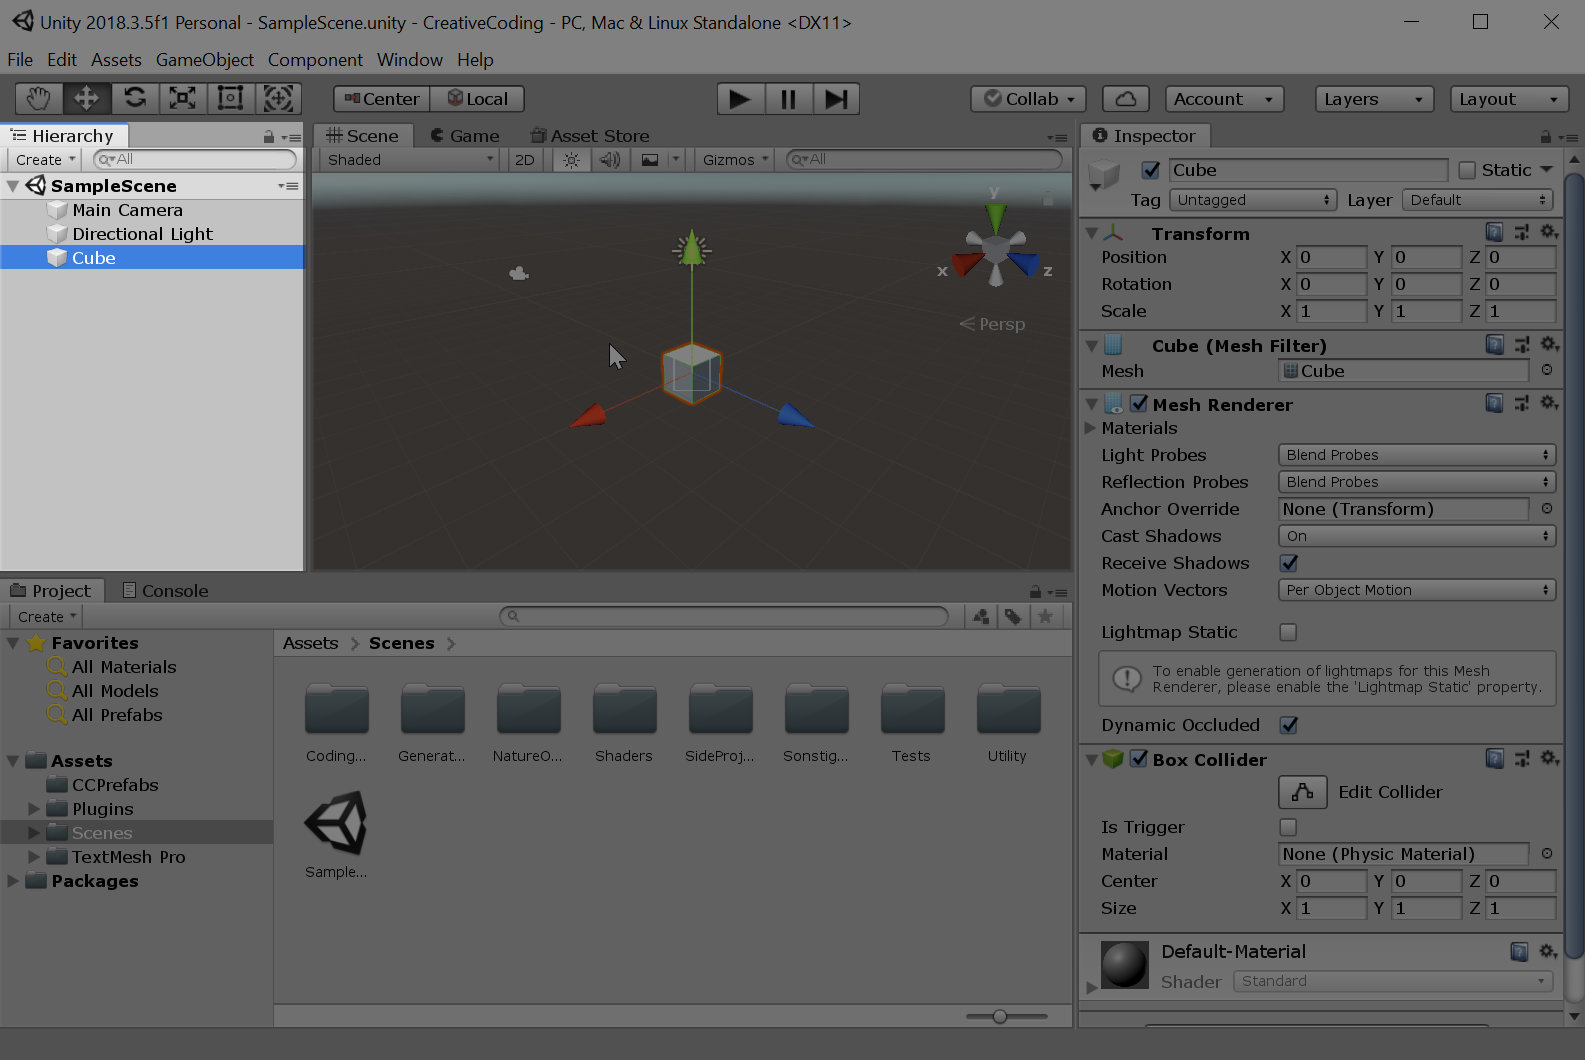 Unity 2018.3.5f1 Personal - SampleScene.unity - CreativeCoding - PC, Mac & Linux Standalone <DX11>
File Edit Assets GameObject Component Window Help
Center Local Collab Account Layers Layout
Hierarchy
Create All
SampleScene
Main Camera
Directional Light
Cube
Scene Game Asset Store
Shaded 2D Gizmos All
y
x z
Persp
Inspector
Cube Static
Tag Untagged Layer Default
Transform
Position X 0 Y 0 Z 0
Rotation X 0 Y 0 Z 0
Scale X 1 Y 1 Z 1
Cube (Mesh Filter)
Mesh Cube
Mesh Renderer
Materials
Light Probes Blend Probes
Reflection Probes Blend Probes
Anchor Override None (Transform)
Cast Shadows On
Receive Shadows
Motion Vectors Per Object Motion
Lightmap Static
To enable generation of lightmaps for this Mesh
Renderer, please enable the 'Lightmap Static' property.
Dynamic Occluded
Box Collider
Edit Collider
Is Trigger
Material None (Physic Material)
Center X 0 Y 0 Z 0
Size X 1 Y 1 Z 1
Default-Material
Shader Standard
Project Console
Create
Favorites
All Materials
All Models
All Prefabs
Assets
CCPrefabs
Plugins
Scenes
TextMesh Pro
Packages
Assets > Scenes >
Coding... Generat... NatureO... Shaders SideProj... Sonstig... Tests Utility
Sample...